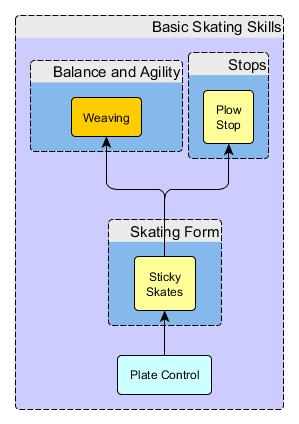 Basic Skating Skills
Balance and Agility
Stops
Weaving
Plow
Stop
Skating Form
Sticky
Skates
Plate Control